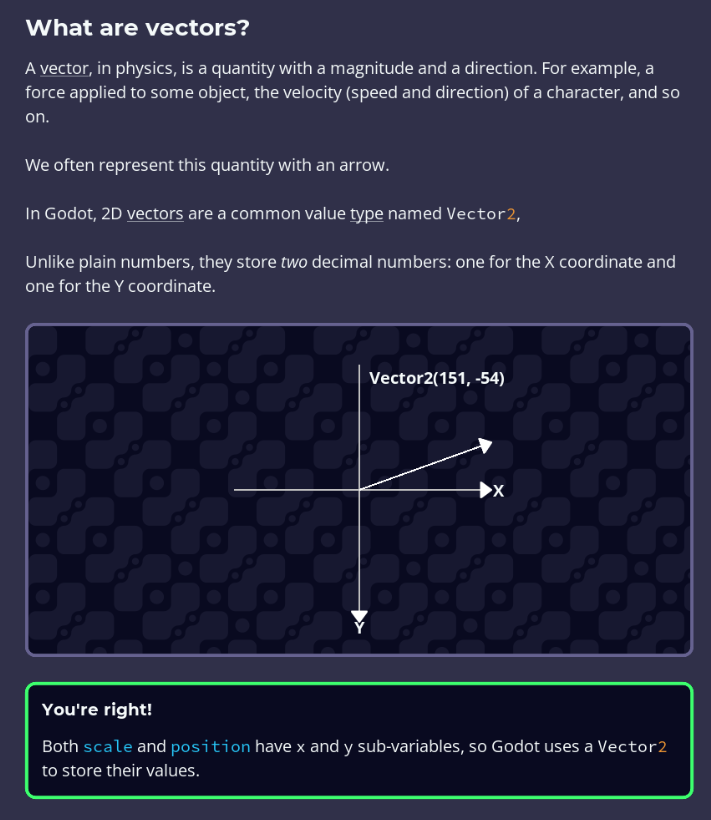 What are vectors?
A vector, in physics, is a quantity with a magnitude and a direction. For example, a
force applied to some object, the velocity (speed and direction) of a character, and so
on.
We often represent this quantity with an arrow.
In Godot, 2D vectors are a common value type named Vector2,
Unlike plain numbers, they store two decimal numbers: one for the X coordinate and
one for the Y coordinate.
Vector2(151, -54)
X
Y
You're right!
Both scale and position have x and y sub-variables, so Godot uses a Vector2
to store their values.